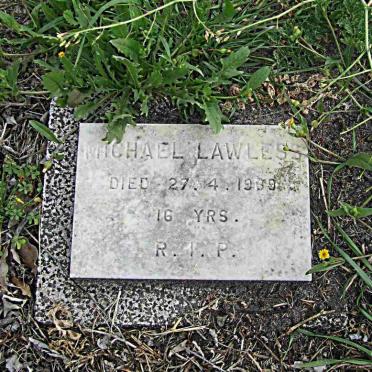 MICHAEL LAWLESS
DIED 27.4.1939
16 YRS.
R.I.P.